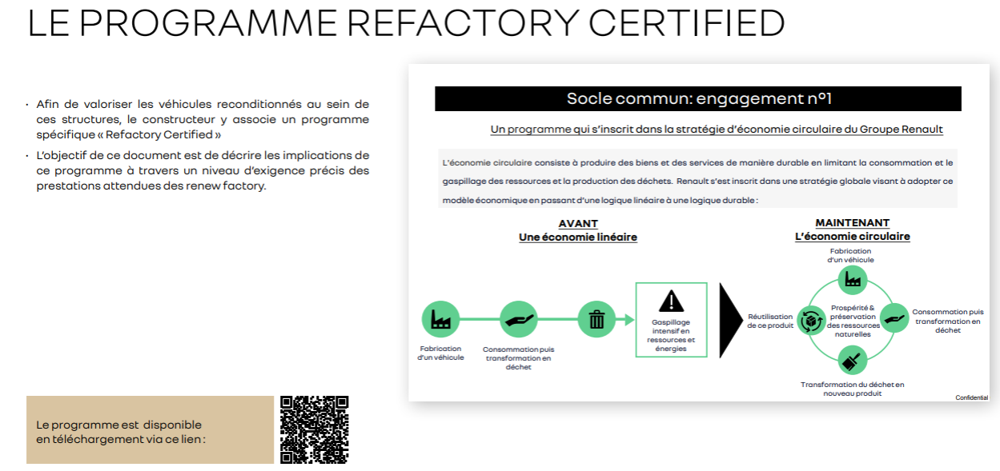 LE PROGRAMME REFACTORY CERTIFIED
· Afin de valoriser les véhicules reconditionnés au sein de
ces structures, le constructeur y associe un programme
spécifique « Refactory Certified »
· L'objectif de ce document est de décrire les implications de
ce programme à travers un niveau d'exigence précis des
prestations attendues des renew factory.
Le programme est disponible
en téléchargement via ce lien :
Socle commun: engagement n°1
Un programme qui s'inscrit dans la stratégie d'économie circulaire du Groupe Renault
L'économie circulaire consiste à produire des biens et des services de manière durable en limitant la consommation et le
gaspillage des ressources et la production des déchets. Renault s'est inscrit dans une stratégie globale visant à adopter ce
modèle économique en passant d'une logique linéaire à une logique durable :
AVANT
Une économie linéaire
Fabrication
d'un véhicule
Consommation puis
transformation en
déchet
Gaspillage
intensif en
ressources et
énergies
MAINTENANT
L'économie circulaire
Fabrication
d'un véhicule
Réutilisation
de ce produit
Prospérité &
préservation
des ressources
naturelles
Consommation puis
transformation en
déchet
Transformation du déchet en
nouveau produit
Confidential